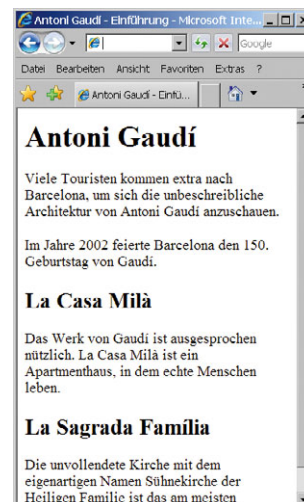 Antoni Gaudí - Einführung - Microsoft Inte...
Google
Datei Bearbeiten Ansicht Favoriten Extras ?
Antoni Gaudí - Einfü...
Antoni Gaudí
Viele Touristen kommen extra nach
Barcelona, um sich die unbeschreibliche
Architektur von Antoni Gaudí anzuschauen.
Im Jahre 2002 feierte Barcelona den 150.
Geburtstag von Gaudí.
La Casa Milà
Das Werk von Gaudí ist ausgesprochen
nützlich. La Casa Milà ist ein
Apartmenthaus, in dem echte Menschen
leben.
La Sagrada Família
Die unvollendete Kirche mit dem
eigenartigen Namen Sühnekirche der
Heiligen Familie ist das am meisten